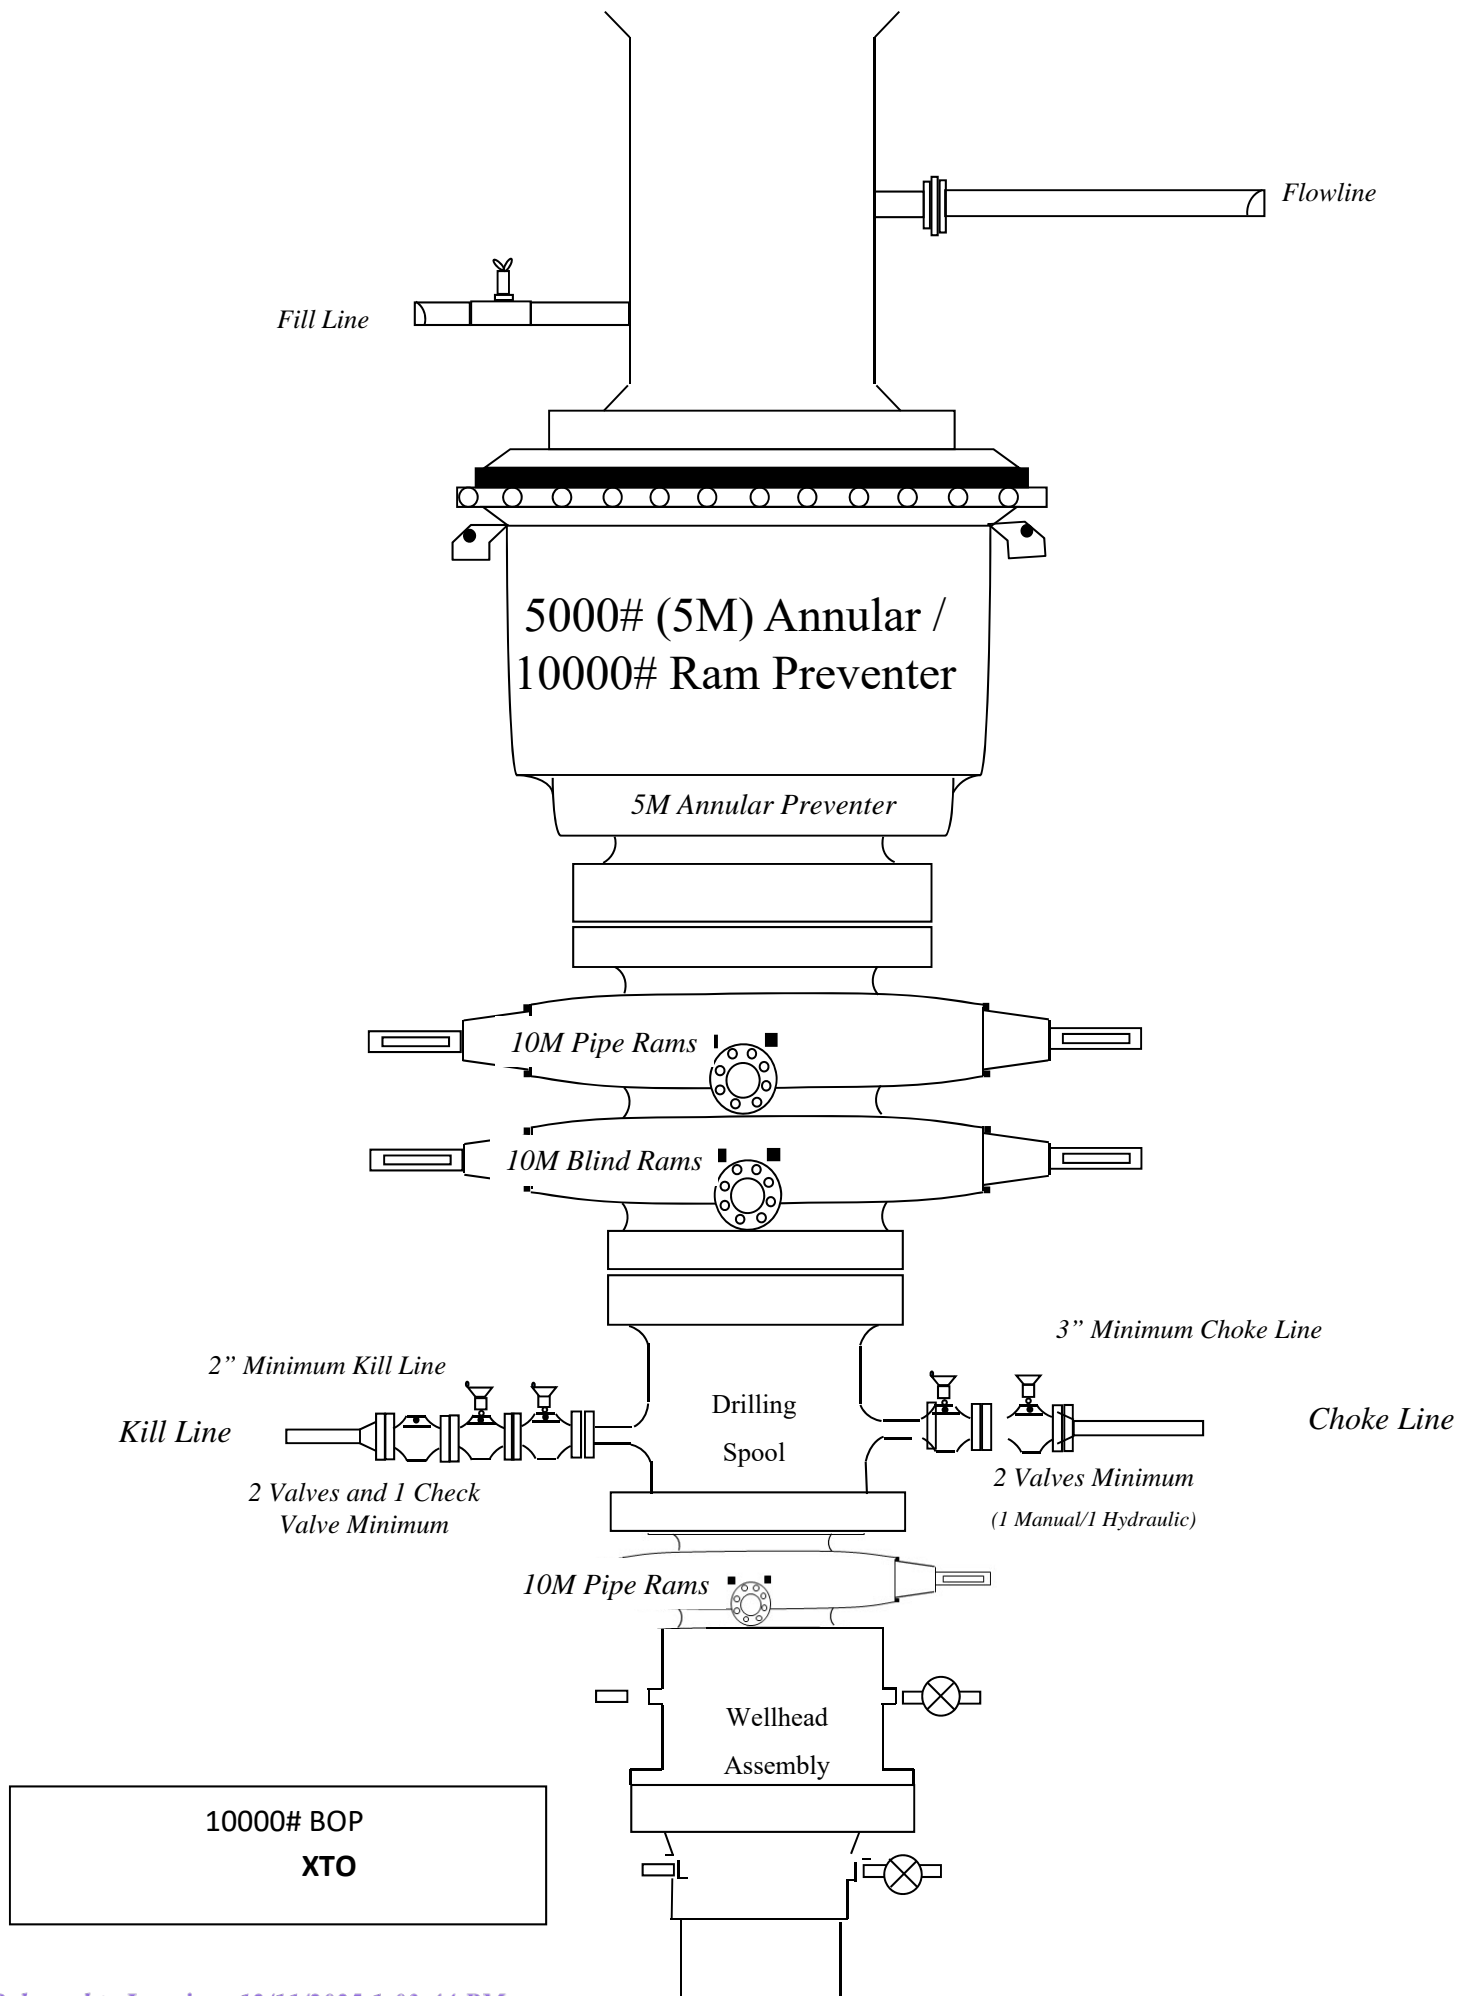 Flowline
Fill Line
5000# (5M) Annular /
10000# Ram Preventer
5M Annular Preventer
10M Pipe Rams
10M Blind Rams
3” Minimum Choke Line
2” Minimum Kill Line
Drilling
Spool
Kill Line
Choke Line
2 Valves and 1 Check
Valve Minimum
2 Valves Minimum
(1 Manual/1 Hydraulic)
10M Pipe Rams
Wellhead
Assembly
10000# BOP
XTO